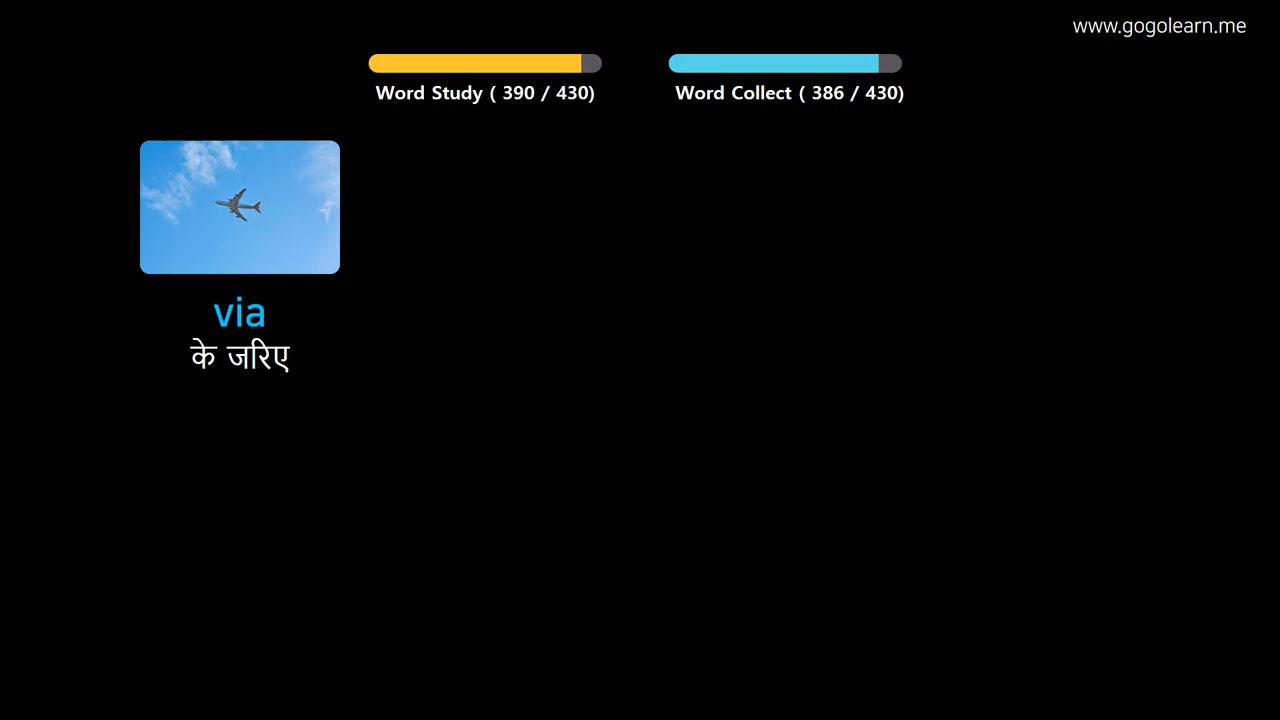 www.gogolearn.me
Word Study ( 390 / 430)
Word Collect ( 386 / 430)
via
के जरिए